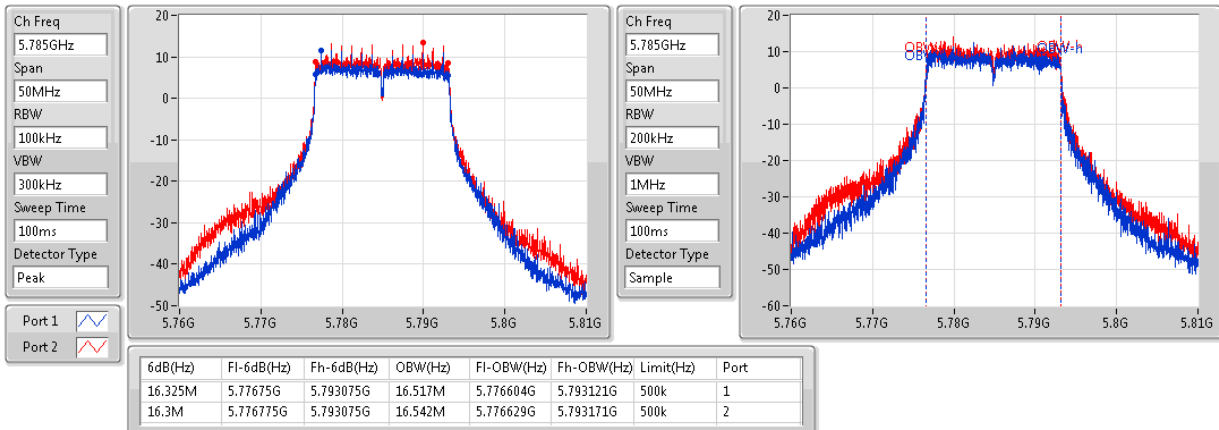 Ch Freq
5.785GHz
Span
50MHz
RBW
100kHz
VBW
300kHz
Sweep Time
100ms
Detector Type
Peak
Port 1
Port 2
20
10
0
-10
-20
-30
-40
-50
5.76G 5.77G 5.78G 5.79G 5.8G 5.81G
Ch Freq
5.785GHz
Span
50MHz
RBW
200kHz
VBW
1MHz
Sweep Time
100ms
Detector Type
Sample
20
10
0
-10
-20
-30
-40
-50
-60
OBW-h
5.76G 5.77G 5.78G 5.79G 5.8G 5.81G
6dB(Hz) Fl-6dB(Hz) Fh-6dB(Hz) OBW(Hz) Fl-OBW(Hz) Fh-OBW(Hz) Limit(Hz) Port
16.325M 5.77675G 5.793075G 16.517M 5.776604G 5.793121G 500k 1
16.3M 5.776775G 5.793075G 16.542M 5.776629G 5.793171G 500k 2